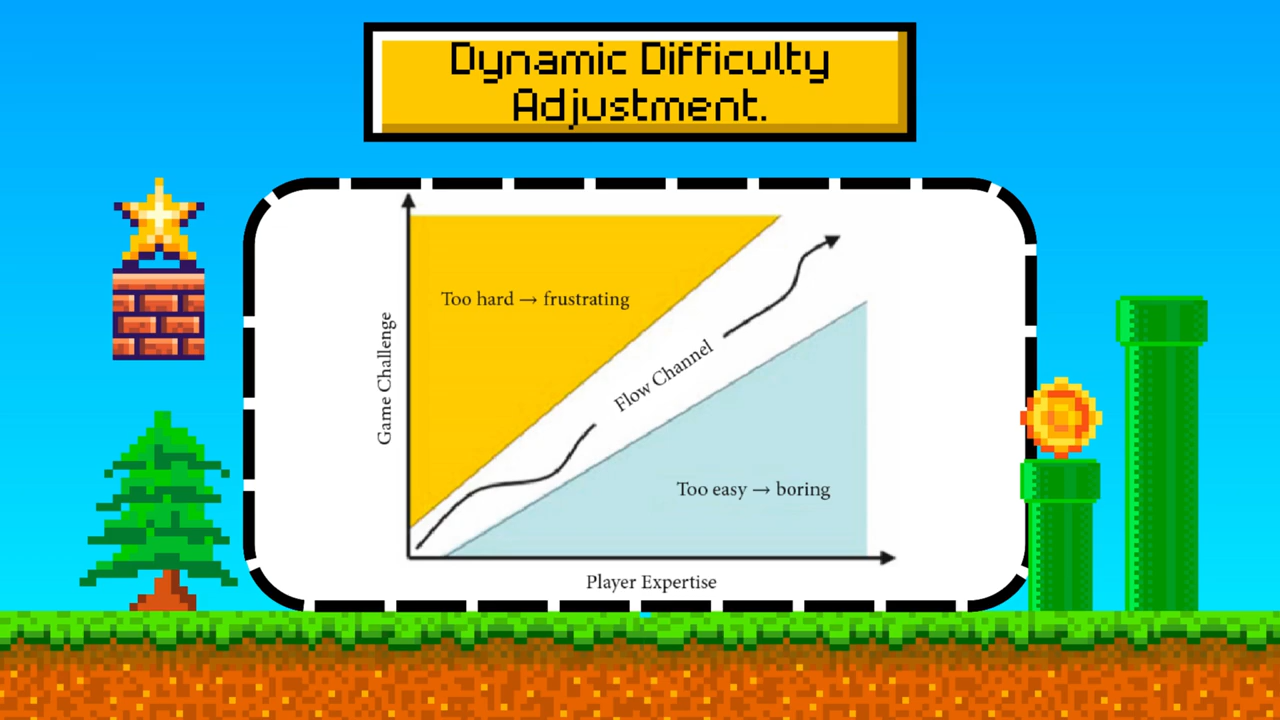 Dynamic Difficulty
Adjustment.
Too hard → frustrating
Game Challenge
Flow Channel
Too easy → boring
Player Expertise